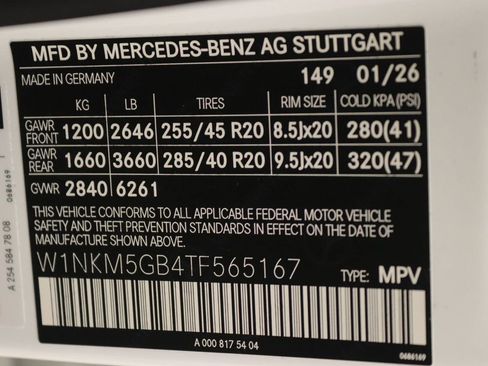 MFD BY MERCEDES-BENZ AG STUTTGART
MADE IN GERMANY 149 01/26
KG LB TIRES RIM SIZE COLD KPA(PSI)
GAWR FRONT 1200 2646 255/45 R20 8.5Jx20 280(41)
GAWR REAR 1660 3660 285/40 R20 9.5Jx20 320(47)
GVWR 2840 6261
THIS VEHICLE CONFORMS TO ALL APPLICABLE FEDERAL MOTOR VEHICLE
SAFETY AND THEFT PREVENTION STANDARDS IN EFFECT ON THE
DATE OF MANUFACTURE SHOWN ABOVE.
W1NKM5GB4TF565167 TYPE: MPV
A 000 817 54 04
0686169
A 254 584 78 08
0686169